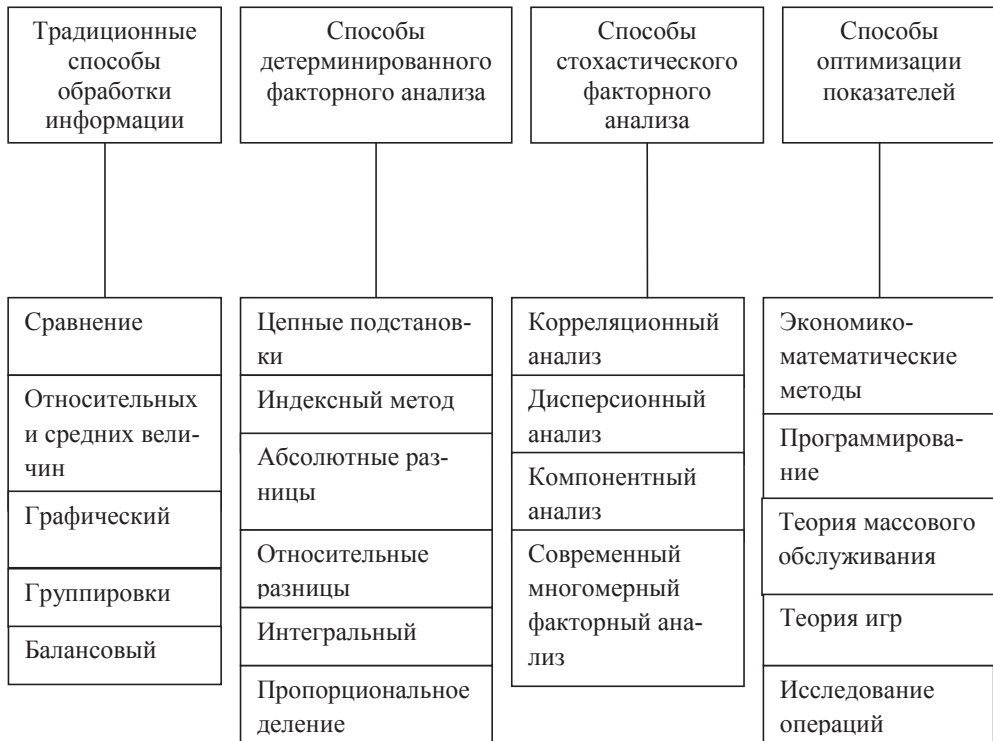 Традиционные
способы
обработки
информации
Способы
детерминированного
факторного анализа
Способы
стохастического
факторного
анализа
Способы
оптимизации
показателей
Сравнение
Относительных
и средних вели-
чин
Графический
Группировки
Балансовый
Цепные подстанов-
ки
Индексный метод
Абсолютные раз-
ницы
Относительные
разницы
Интегральный
Пропорциональное
деление
Корреляционный
анализ
Дисперсионный
анализ
Компонентный
анализ
Современный
многомерный
факторный ана-
лиз
Экономико-
математические
методы
Программирова-
ние
Теория массового
обслуживания
Теория игр
Исследование
операций